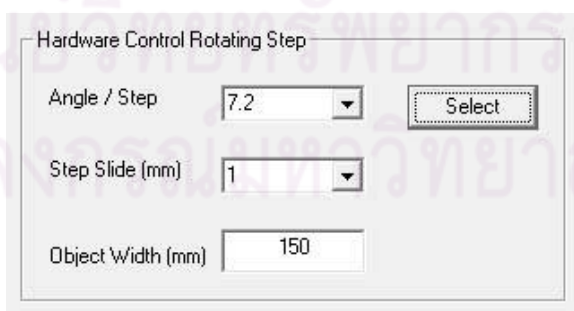 Hardware Control Rotating Step
Angle / Step 7.2 Select
Step Slide (mm) 1
Object Width (mm) 150